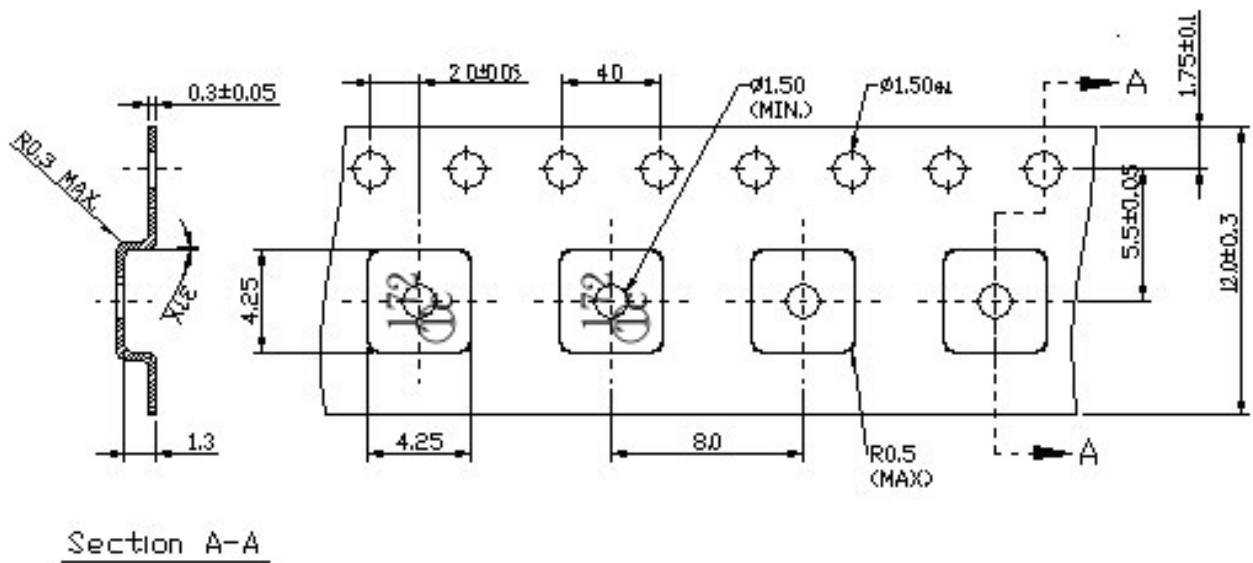 2.0±0.05
4.0
Ø1.50
(MIN.)
Ø1.50
A
1.75±0.1
0.3±0.05
R0.3 MAX.
4.25
172
172
5.5±0.05
12.0±0.3
1.3
4.25
8.0
R0.5
(MAX)
A
Section A-A